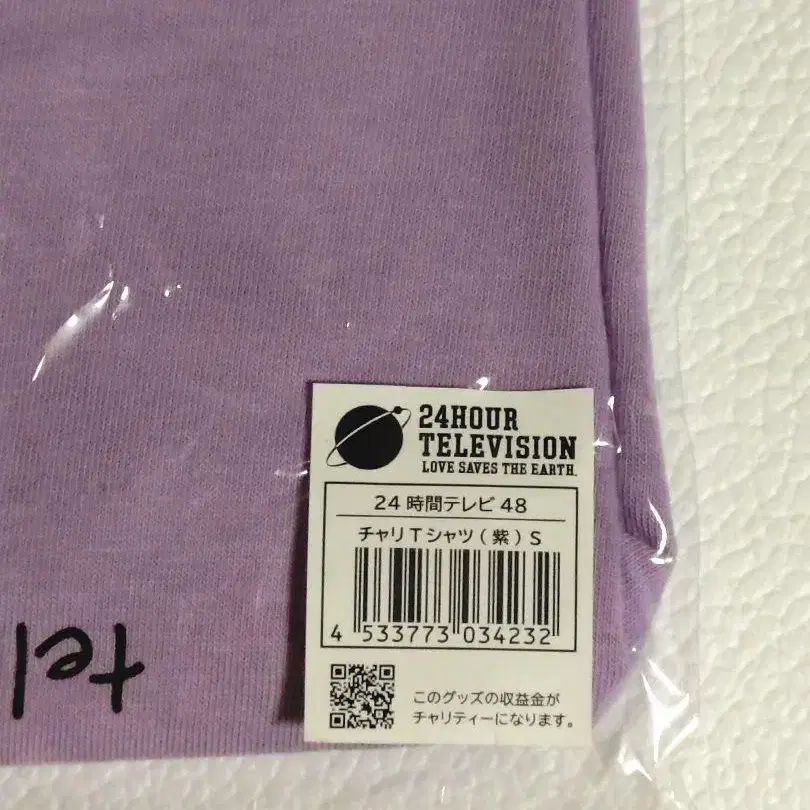 24HOUR
TELEVISION
LOVE SAVES THE EARTH.
24時間テレビ48
チャリTシャツ(紫)S
4 533773 034232
このグッズの収益金が
チャリティーになります。
tel